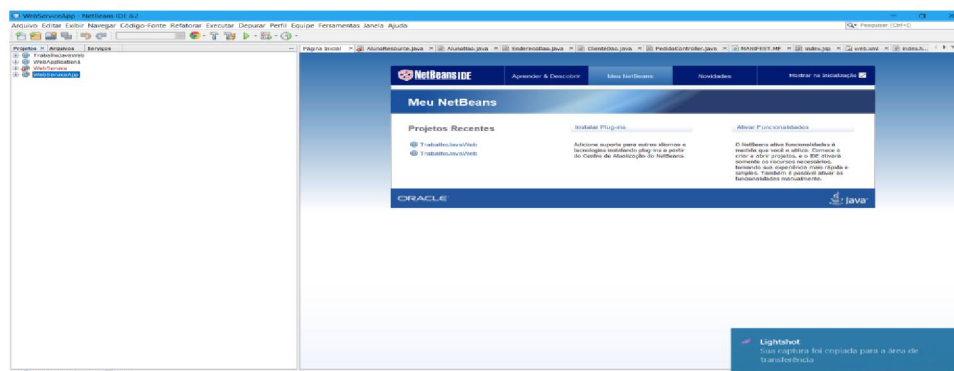 WebServiceApp - NetBeans IDE 8.2
Arquivo Editar Exibir Navegar Código-Fonte Refatorar Executar Depurar Perfil Equipe Ferramentas Janela Ajuda
Pesquisar (Ctrl+I)
Projetos Arquivos Serviços
Página Inicial AlunoResource.java AlunoDao.java EnderecoDao.java ClienteDao.java PedidoController.java MANIFEST.MF index.jsp web.xml index.h...
TrabalhoJavaWeb
WebApplication4
WebService
WebServiceApp
NetBeans IDE
Aprender & Descobrir
Meu NetBeans
Novidades
Mostrar na Inicialização
Meu NetBeans
Projetos Recentes
TrabalhoJavaWeb
TrabalhoJavaWeb
Instalar Plug-ins
Adicione suporte para outros idiomas e
tecnologias instalando plug-ins a partir
do Centro de Atualização do NetBeans.
Ativar Funcionalidades
O NetBeans ativa funcionalidades à
medida que você o utiliza. Comece a
criar e abrir projetos, e o IDE ativará
somente os recursos necessários,
tornando sua experiência mais rápida e
simples. Também é possível ativar as
funcionalidades manualmente.
ORACLE
Java
Lightshot
Sua captura foi copiada para a área de
transferência